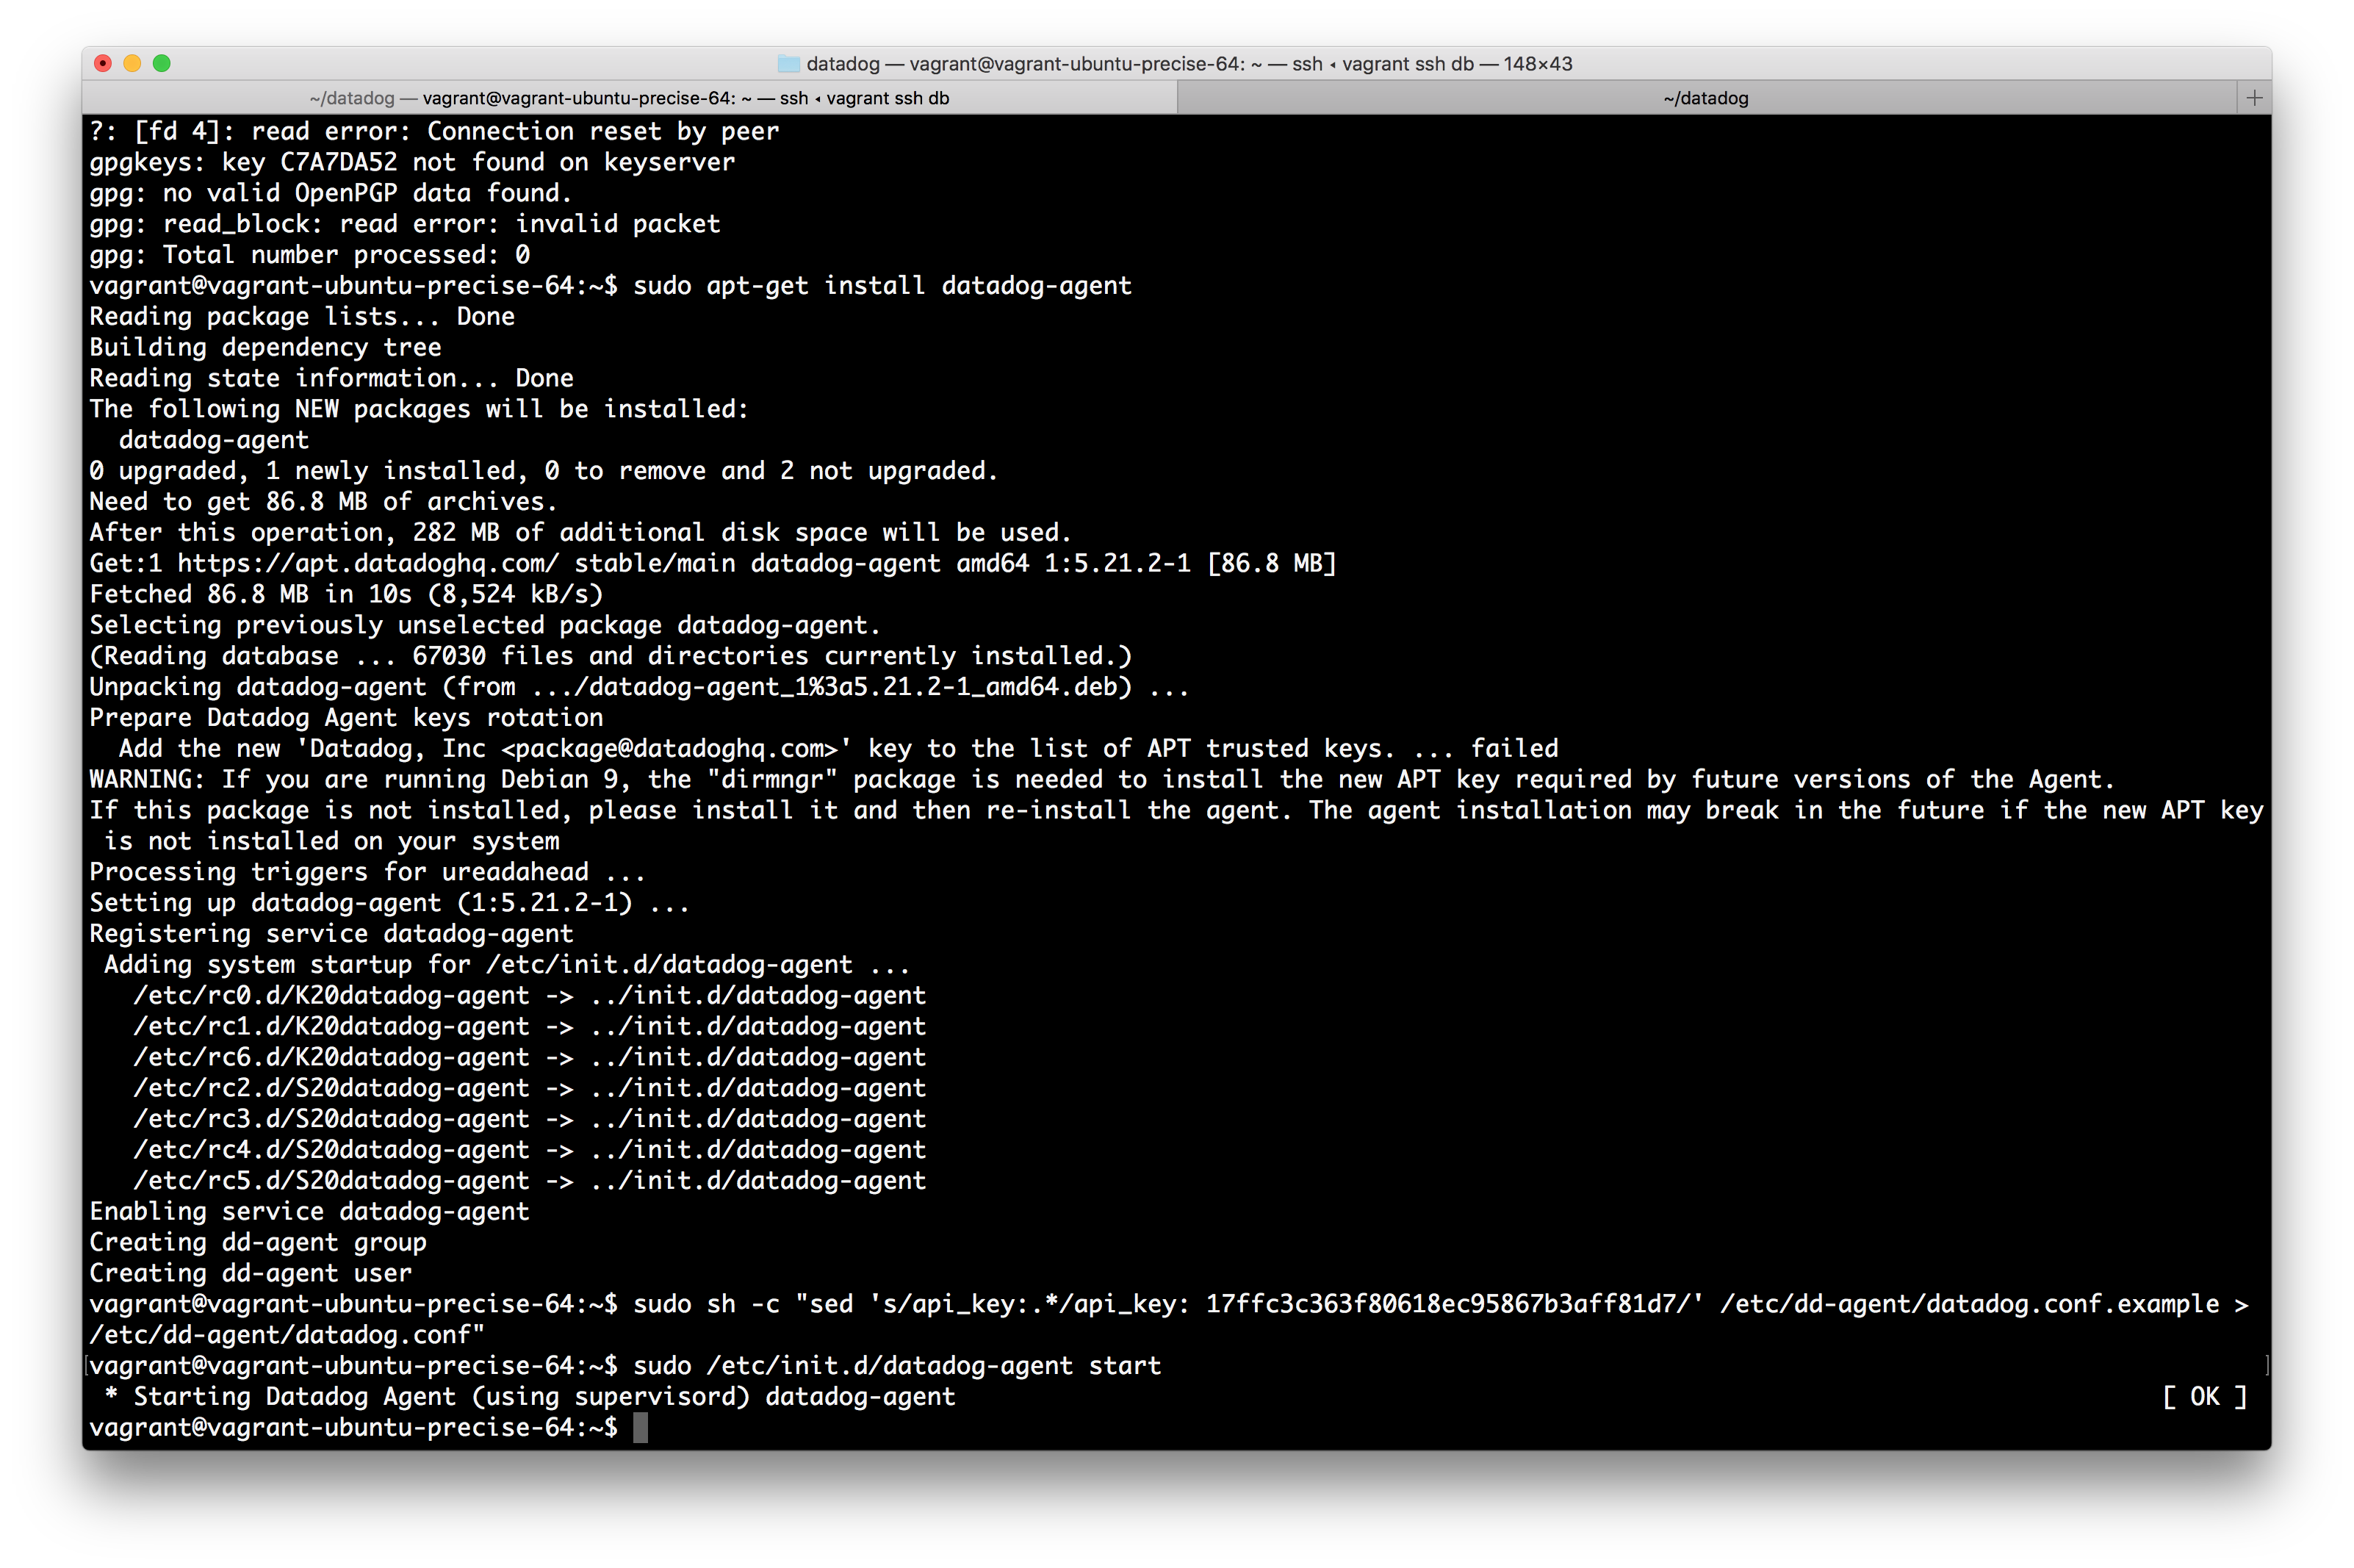 datadog — vagrant@vagrant-ubuntu-precise-64: ~ — ssh ◂ vagrant ssh db — 148×43
~/datadog — vagrant@vagrant-ubuntu-precise-64: ~ — ssh ◂ vagrant ssh db
~/datadog
+
?: [fd 4]: read error: Connection reset by peer
gpgkeys: key C7A7DA52 not found on keyserver
gpg: no valid OpenPGP data found.
gpg: read_block: read error: invalid packet
gpg: Total number processed: 0
vagrant@vagrant-ubuntu-precise-64:~$ sudo apt-get install datadog-agent
Reading package lists... Done
Building dependency tree
Reading state information... Done
The following NEW packages will be installed:
  datadog-agent
0 upgraded, 1 newly installed, 0 to remove and 2 not upgraded.
Need to get 86.8 MB of archives.
After this operation, 282 MB of additional disk space will be used.
Get:1 https://apt.datadoghq.com/ stable/main datadog-agent amd64 1:5.21.2-1 [86.8 MB]
Fetched 86.8 MB in 10s (8,524 kB/s)
Selecting previously unselected package datadog-agent.
(Reading database ... 67030 files and directories currently installed.)
Unpacking datadog-agent (from .../datadog-agent_1%3a5.21.2-1_amd64.deb) ...
Prepare Datadog Agent keys rotation
  Add the new 'Datadog, Inc <package@datadoghq.com>' key to the list of APT trusted keys. ... failed
WARNING: If you are running Debian 9, the "dirmngr" package is needed to install the new APT key required by future versions of the Agent.
If this package is not installed, please install it and then re-install the agent. The agent installation may break in the future if the new APT key
 is not installed on your system
Processing triggers for ureadahead ...
Setting up datadog-agent (1:5.21.2-1) ...
Registering service datadog-agent
 Adding system startup for /etc/init.d/datadog-agent ...
   /etc/rc0.d/K20datadog-agent -> ../init.d/datadog-agent
   /etc/rc1.d/K20datadog-agent -> ../init.d/datadog-agent
   /etc/rc6.d/K20datadog-agent -> ../init.d/datadog-agent
   /etc/rc2.d/S20datadog-agent -> ../init.d/datadog-agent
   /etc/rc3.d/S20datadog-agent -> ../init.d/datadog-agent
   /etc/rc4.d/S20datadog-agent -> ../init.d/datadog-agent
   /etc/rc5.d/S20datadog-agent -> ../init.d/datadog-agent
Enabling service datadog-agent
Creating dd-agent group
Creating dd-agent user
vagrant@vagrant-ubuntu-precise-64:~$ sudo sh -c "sed 's/api_key:.*/api_key: 17ffc3c363f80618ec95867b3aff81d7/' /etc/dd-agent/datadog.conf.example >
/etc/dd-agent/datadog.conf"
[vagrant@vagrant-ubuntu-precise-64:~$ sudo /etc/init.d/datadog-agent start ]
 * Starting Datadog Agent (using supervisord) datadog-agent [ OK ]
vagrant@vagrant-ubuntu-precise-64:~$